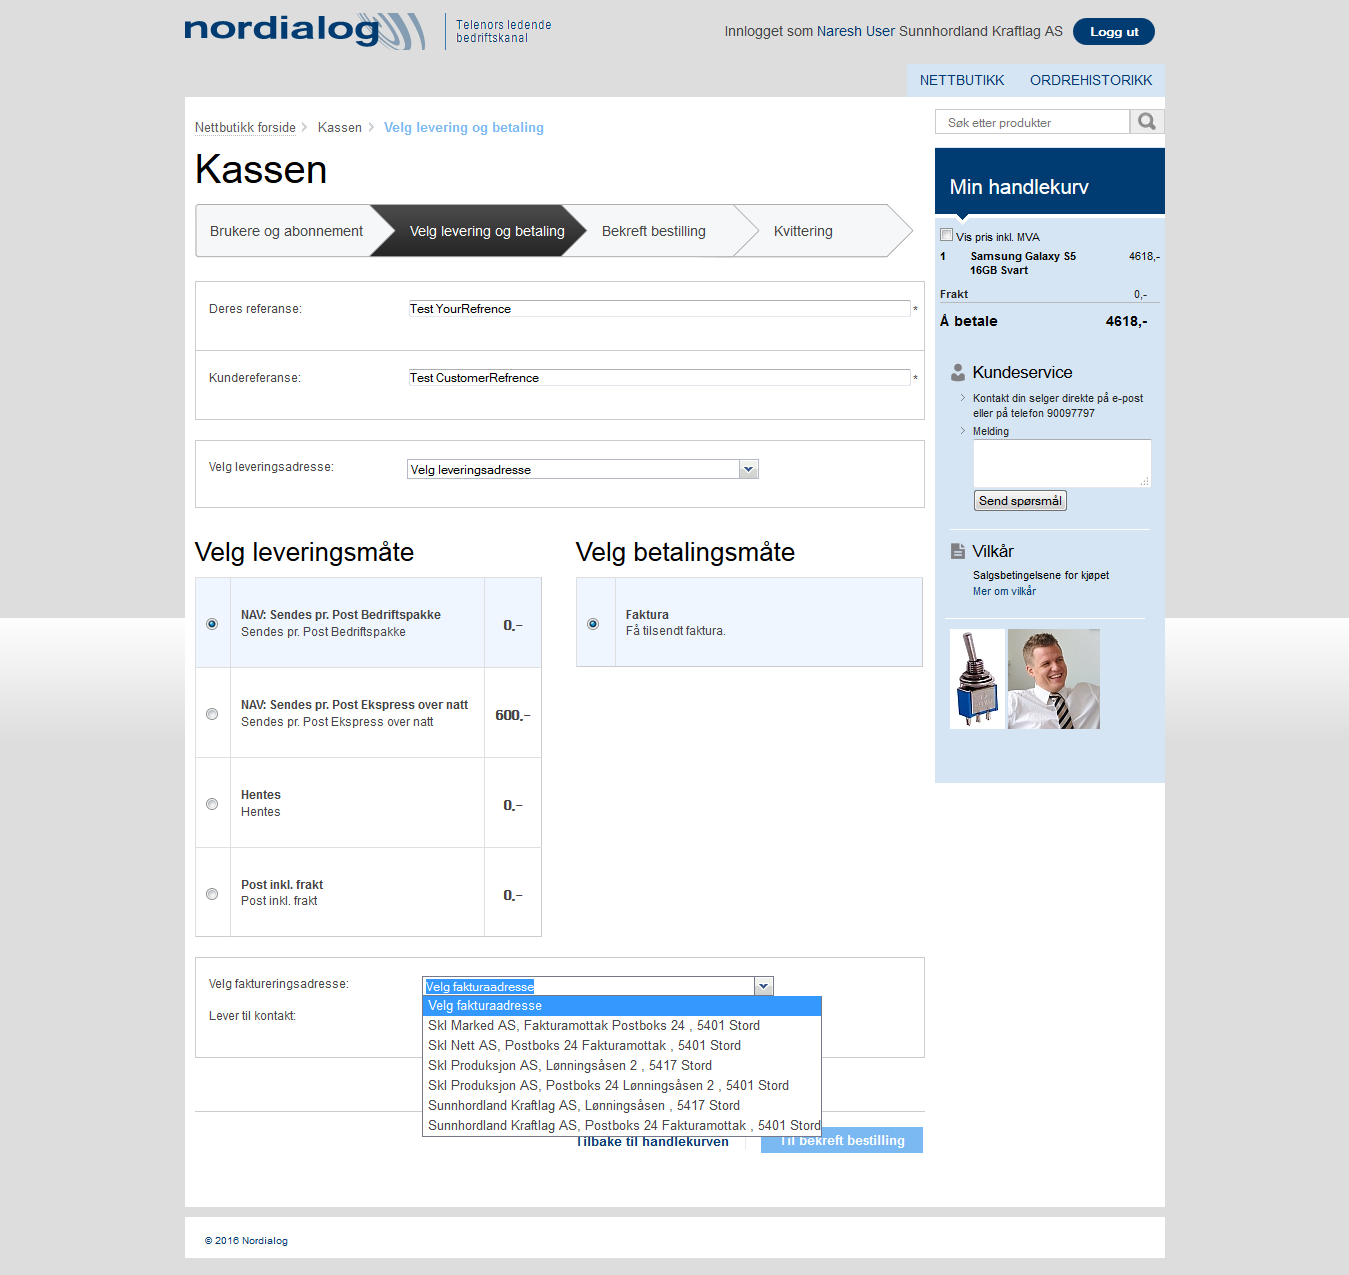 nordialog
Telenors ledende
bedriftskanal
Innlogget som Naresh User Sunnhordland Kraftlag AS
Logg ut
NETTBUTIKK ORDREHISTORIKK
Nettbutikk forside Kassen Velg levering og betaling
Kassen
Brukere og abonnement Velg levering og betaling Bekreft bestilling Kvittering
Deres referanse: Test YourRefrence *
Kundereferanse: Test CustomerRefrence *
Velg leveringsadresse: Velg leveringsadresse
Velg leveringsmåte
NAV: Sendes pr. Post Bedriftspakke
Sendes pr. Post Bedriftspakke
0,-
NAV: Sendes pr. Post Ekspress over natt
Sendes pr. Post Ekspress over natt
600,-
Hentes
Hentes
0,-
Post inkl. frakt
Post inkl. frakt
0,-
Velg betalingsmåte
Faktura
Få tilsendt faktura.
Velg faktureringsadresse: Velg fakturaadresse
Lever til kontakt:
Velg fakturaadresse
Skl Marked AS, Fakturamottak Postboks 24 , 5401 Stord
Skl Nett AS, Postboks 24 Fakturamottak , 5401 Stord
Skl Produksjon AS, Lønningsåsen 2 , 5417 Stord
Skl Produksjon AS, Postboks 24 Lønningsåsen 2 , 5401 Stord
Sunnhordland Kraftlag AS, Lønningsåsen , 5417 Stord
Sunnhordland Kraftlag AS, Postboks 24 Fakturamottak , 5401 Stord
Tilbake til handlekurven Til bekreft bestilling
Søk etter produkter
Min handlekurv
Vis pris inkl. MVA
1 Samsung Galaxy S5 4618,-
16GB Svart
Frakt 0,-
Å betale 4618,-
Kundeservice
Kontakt din selger direkte på e-post
eller på telefon 90097797
Melding
Send spørsmål
Vilkår
Salgsbetingelsene for kjøpet
Mer om vilkår
© 2016 Nordialog